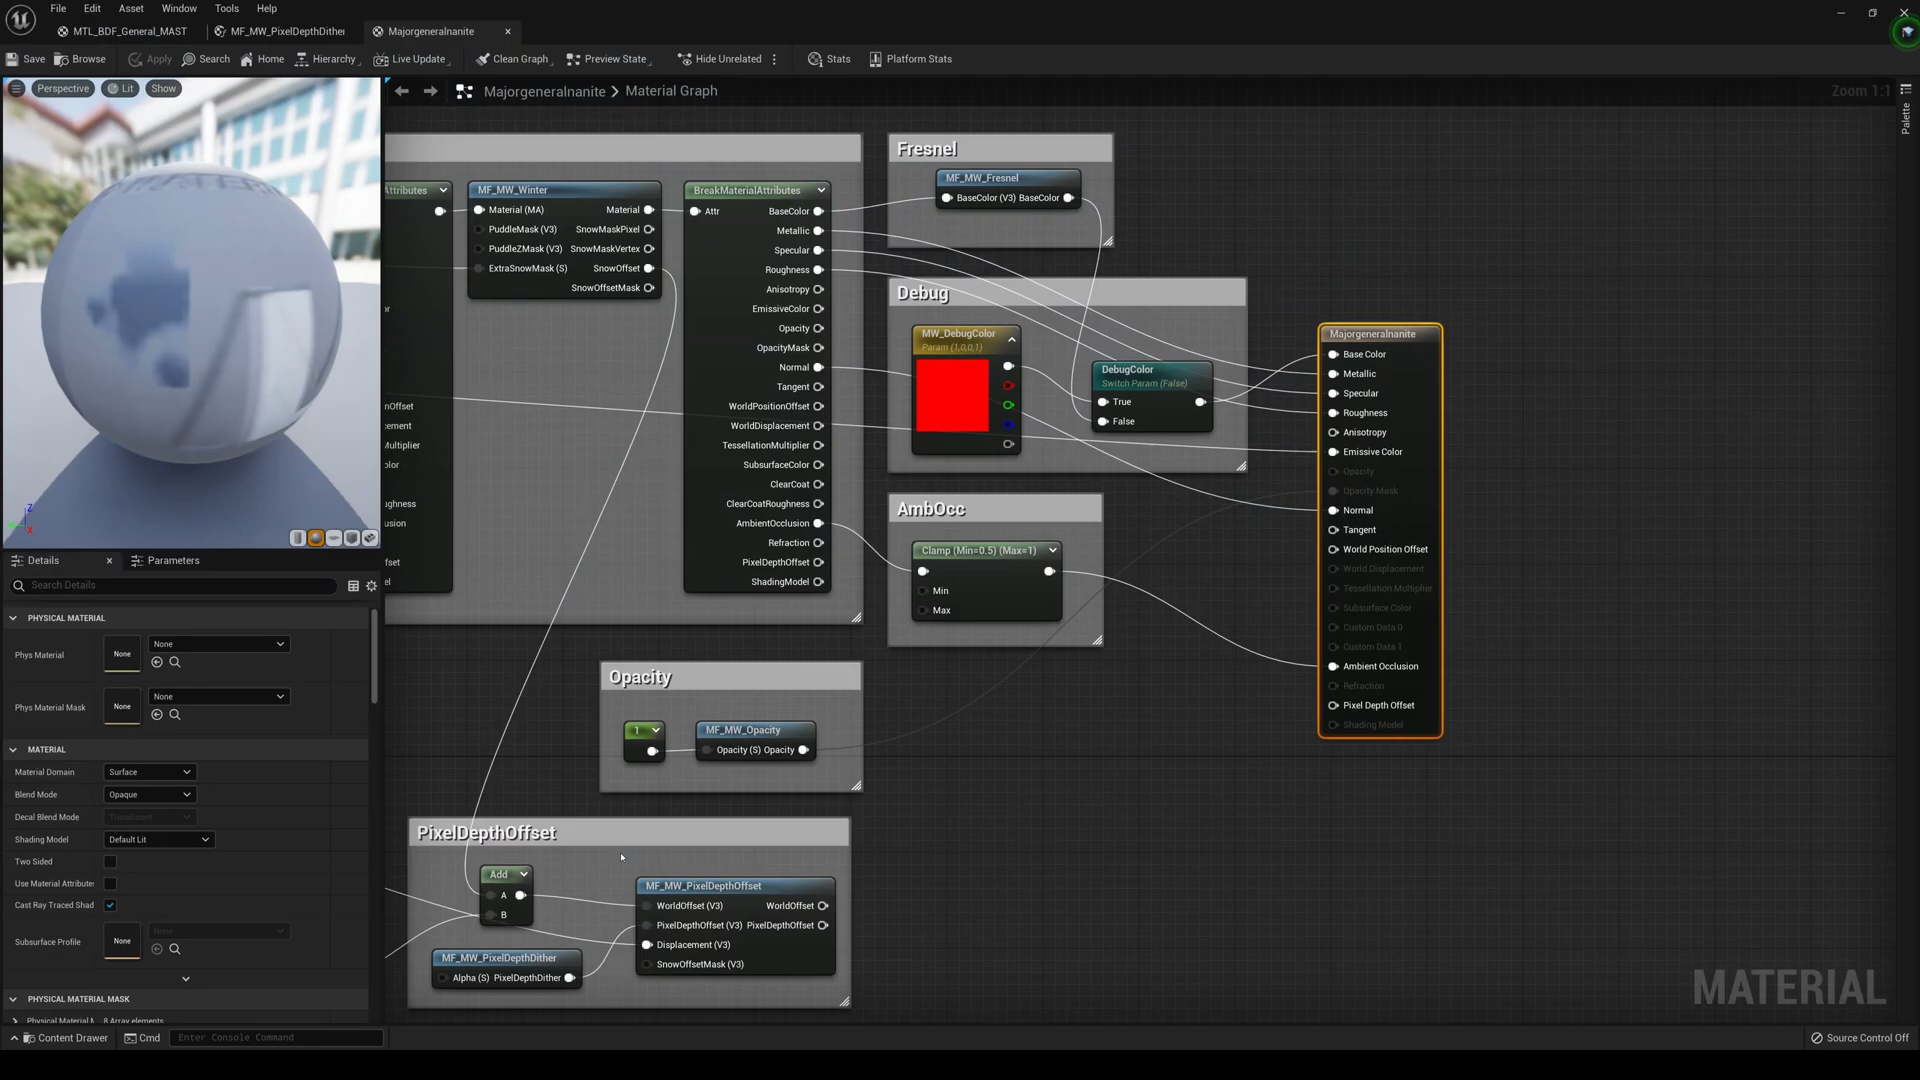 File Edit Asset Window Tools Help
MTL_BDF_General_MAST MF_MW_PixelDepthDither Majorgeneralnanite
Save Browse Apply Search Home Hierarchy Live Update Clean Graph Preview State Hide Unrelated Stats Platform Stats
Perspective Lit Show
Majorgeneralnanite > Material Graph
Zoom 1:1
Palette
Attributes
MF_MW_Winter
Material (MA) Material
PuddleMask (V3) SnowMaskPixel
PuddleZMask (V3) SnowMaskVertex
ExtraSnowMask (S) SnowOffset
SnowOffsetMask
BreakMaterialAttributes
Attr BaseColor
Metallic
Specular
Roughness
Anisotropy
EmissiveColor
Opacity
OpacityMask
Normal
Tangent
WorldPositionOffset
WorldDisplacement
TessellationMultiplier
SubsurfaceColor
ClearCoat
ClearCoatRoughness
AmbientOcclusion
Refraction
PixelDepthOffset
ShadingModel
Fresnel
MF_MW_Fresnel
BaseColor (V3) BaseColor
Debug
MW_DebugColor
Param (1,0,0,1)
DebugColor
Switch Param (False)
True
False
AmbOcc
Clamp (Min=0.5) (Max=1)
Min
Max
Opacity
1
MF_MW_Opacity
Opacity (S) Opacity
PixelDepthOffset
Add
A
B
MF_MW_PixelDepthDither
Alpha (S) PixelDepthDither
MF_MW_PixelDepthOffset
WorldOffset (V3) WorldOffset
PixelDepthOffset (V3) PixelDepthOffset
Displacement (V3)
SnowOffsetMask (V3)
Majorgeneralnanite
Base Color
Metallic
Specular
Roughness
Anisotropy
Emissive Color
Opacity
Opacity Mask
Normal
Tangent
World Position Offset
World Displacement
Tessellation Multiplier
Subsurface Color
Custom Data 0
Custom Data 1
Ambient Occlusion
Refraction
Pixel Depth Offset
Shading Model
MATERIAL
Details Parameters
Search Details
PHYSICAL MATERIAL
Phys Material None None
Phys Material Mask None None
MATERIAL
Material Domain Surface
Blend Mode Opaque
Decal Blend Mode Translucent
Shading Model Default Lit
Two Sided
Use Material Attributes
Cast Ray Traced Shad
Subsurface Profile None None
PHYSICAL MATERIAL MASK
Physical Material M 8 Array elements
Content Drawer Cmd Enter Console Command
Source Control Off